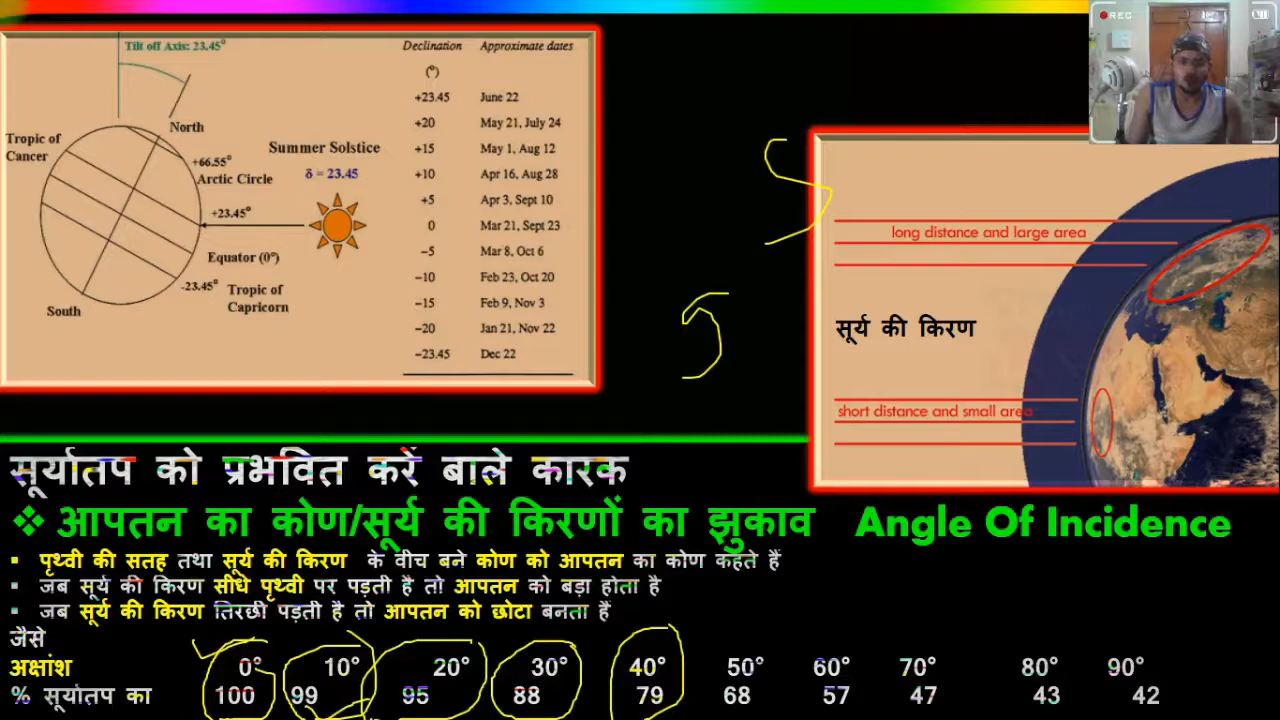 REC
Tilt off Axis: 23.45°
North
Tropic of
Cancer
+66.55°
Arctic Circle
Summer Solstice
δ = 23.45
+23.45°
Equator (0°)
-23.45°
Tropic of
Capricorn
South
Declination Approximate dates
(°)
+23.45 June 22
+20 May 21, July 24
+15 May 1, Aug 12
+10 Apr 16, Aug 28
+5 Apr 3, Sept 10
0 Mar 21, Sept 23
−5 Mar 8, Oct 6
−10 Feb 23, Oct 20
−15 Feb 9, Nov 3
−20 Jan 21, Nov 22
−23.45 Dec 22
long distance and large area
सूर्य की किरण
short distance and small area
सूर्यातप को प्रभवित करें बाले कारक
❖ आपतन का कोण/सूर्य की किरणों का झुकाव Angle Of Incidence
▪ पृथ्वी की सतह तथा सूर्य की किरण के वीच बने कोण को आपतन का कोण कहते हैं
▪ जब सूर्य की किरण सीधे पृथ्वी पर पड़ती है तो आपतन को बड़ा होता है
▪ जब सूर्य की किरण तिरछी पड़ती है तो आपतन को छोटा बनता हैं
जैसे
अक्षांश 0° 10° 20° 30° 40° 50° 60° 70° 80° 90°
% सूर्यातप का 100 99 95 88 79 68 57 47 43 42